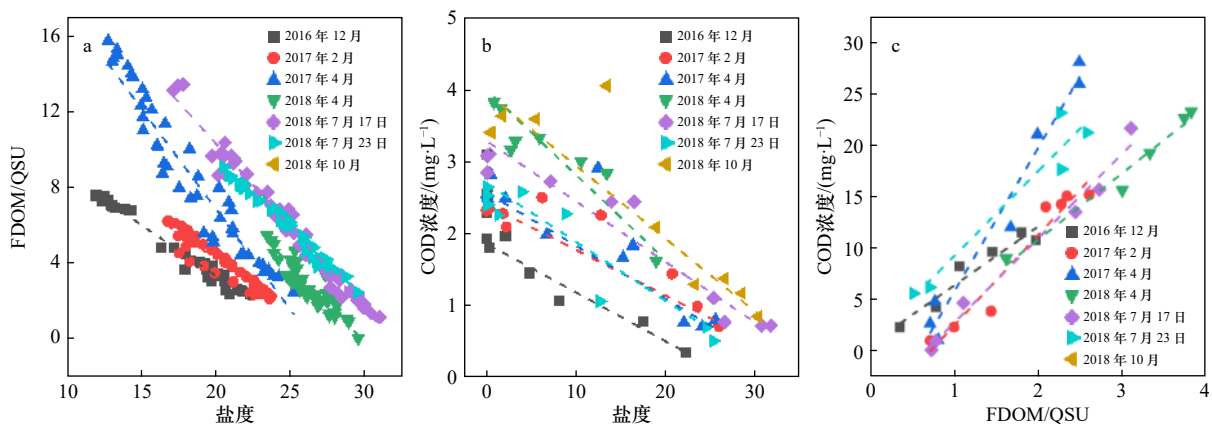 a
16
12
8
4
0
10 15 20 25 30
盐度
FDOM/QSU
2016 年 12 月
2017 年 2 月
2017 年 4 月
2018 年 4 月
2018 年 7 月 17 日
2018 年 7 月 23 日
2018 年 10 月
b
5
4
3
2
1
0
0 10 20 30
盐度
COD浓度/(mg·L⁻¹)
2016 年 12 月
2017 年 2 月
2017 年 4 月
2018 年 4 月
2018 年 7 月 17 日
2018 年 7 月 23 日
2018 年 10 月
c
30
25
20
15
10
5
0
0 1 2 3 4
FDOM/QSU
COD浓度/(mg·L⁻¹)
2016 年 12 月
2017 年 2 月
2017 年 4 月
2018 年 4 月
2018 年 7 月 17 日
2018 年 7 月 23 日
2018 年 10 月